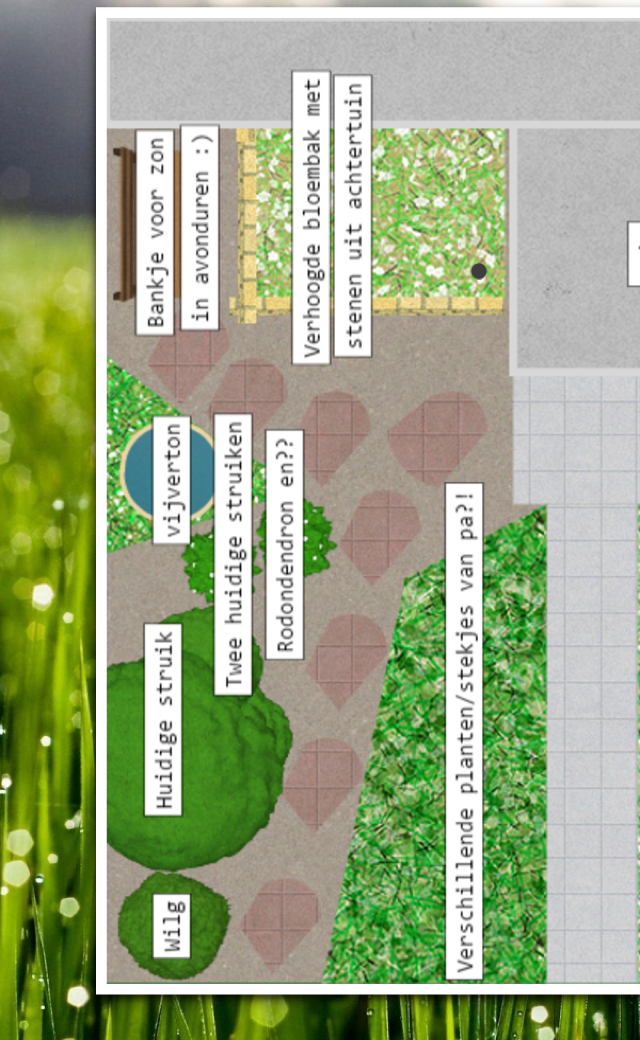 Bankje voor zon
in avonduren :)
Verhoogde bloembak met
stenen uit achtertuin
vijverton
Twee huidige struiken
Rodondendron en??
Huidige struik
Verschillende planten/stekjes van pa?!
Wilg